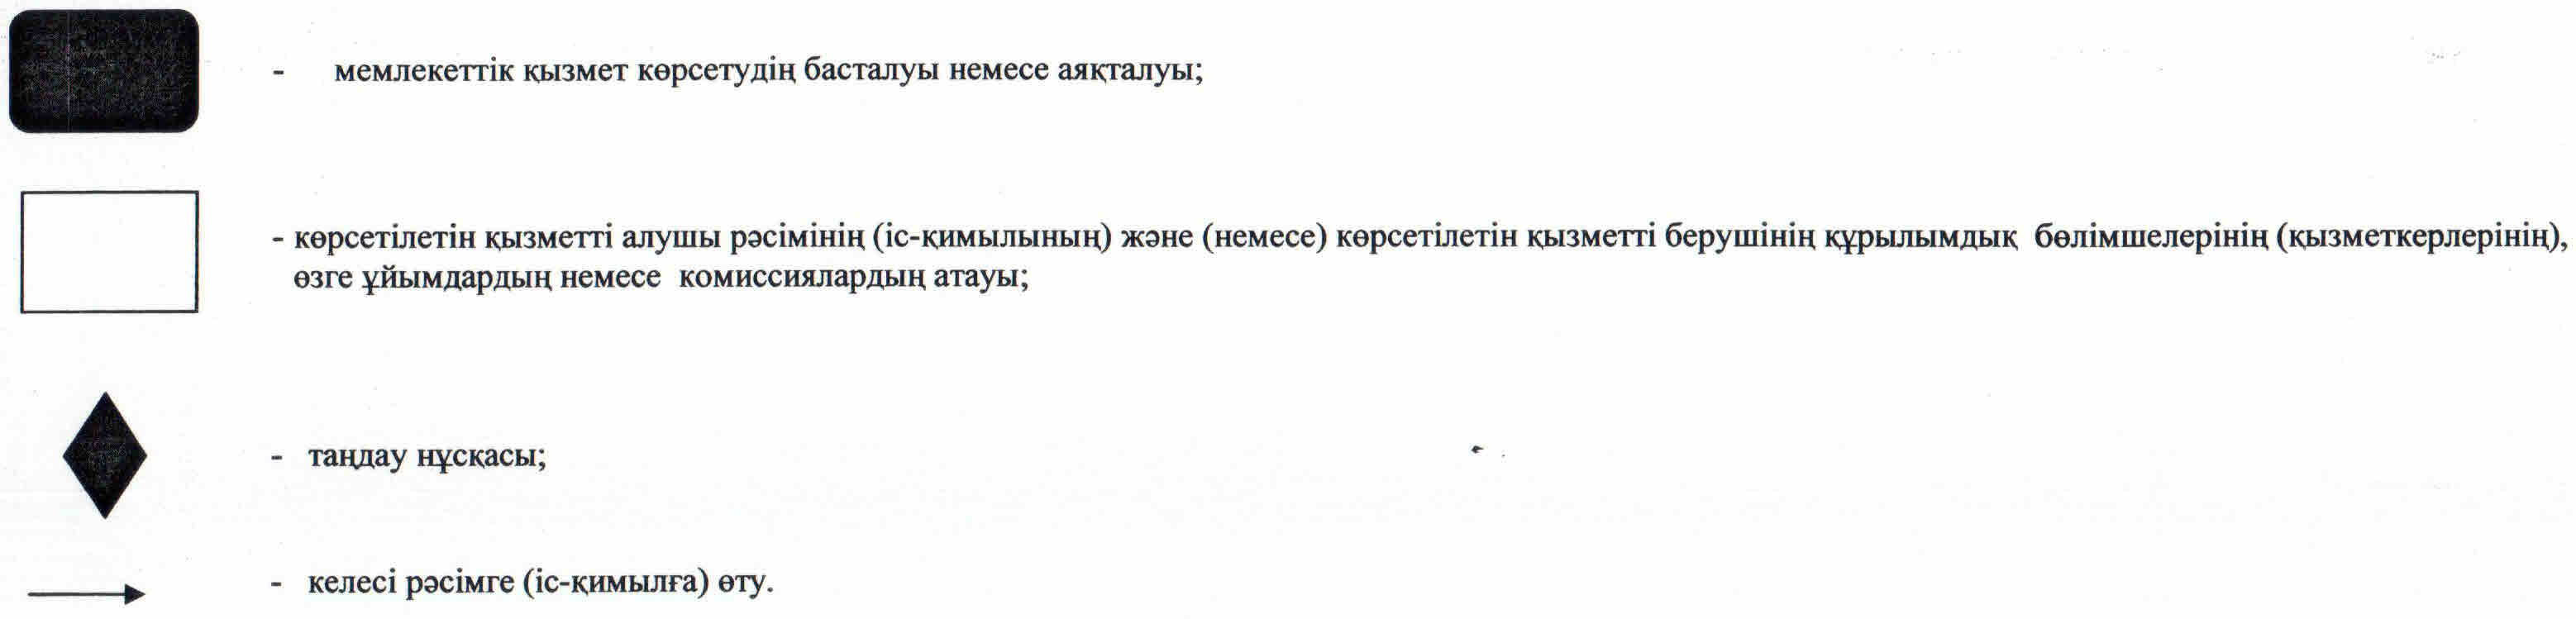 - мемлекеттік қызмет көрсетудің басталуы немесе аяқталуы;
- көрсетілетін қызметті алушы рәсімінің (іс-қимылының) және (немесе) көрсетілетін қызметті берушінің құрылымдық бөлімшелерінің (қызметкерлерінің),
өзге ұйымдардың немесе комиссиялардың атауы;
- таңдау нұсқасы;
- келесі рәсімге (іс-қимылға) өту.